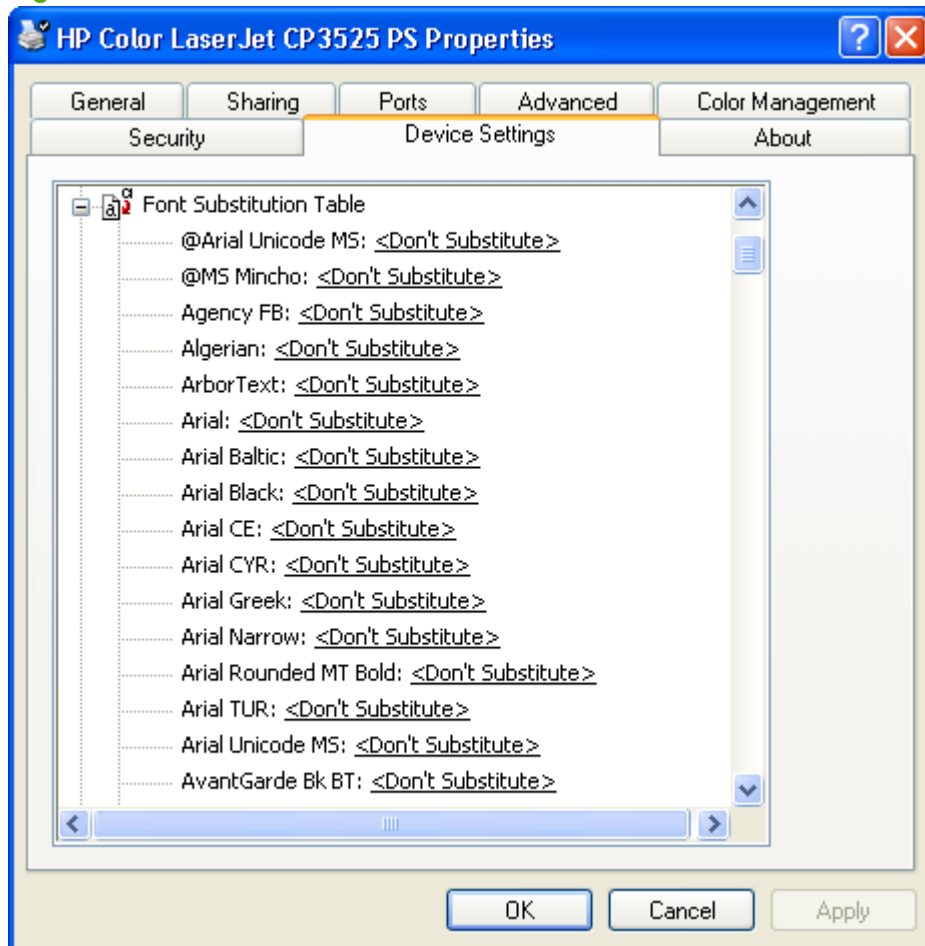 HP Color LaserJet CP3525 PS Properties
General Sharing Ports Advanced Color Management
Security Device Settings About
Font Substitution Table
@Arial Unicode MS: <Don't Substitute>
@MS Mincho: <Don't Substitute>
Agency FB: <Don't Substitute>
Algerian: <Don't Substitute>
ArborText: <Don't Substitute>
Arial: <Don't Substitute>
Arial Baltic: <Don't Substitute>
Arial Black: <Don't Substitute>
Arial CE: <Don't Substitute>
Arial CYR: <Don't Substitute>
Arial Greek: <Don't Substitute>
Arial Narrow: <Don't Substitute>
Arial Rounded MT Bold: <Don't Substitute>
Arial TUR: <Don't Substitute>
Arial Unicode MS: <Don't Substitute>
AvantGarde Bk BT: <Don't Substitute>
OK Cancel Apply